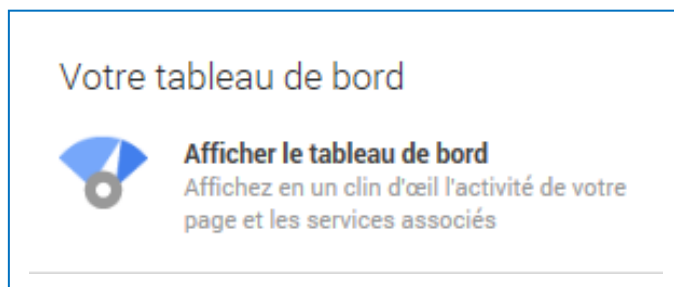 Votre tableau de bord
Afficher le tableau de bord
Affichez en un clin d'œil l'activité de votre
page et les services associés